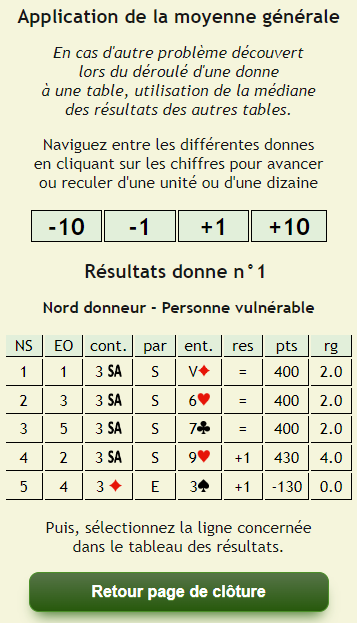 Application de la moyenne générale
En cas d'autre problème découvert
lors du déroulé d'une donne
à une table, utilisation de la médiane
des résultats des autres tables.
Naviguez entre les différentes donnes
en cliquant sur les chiffres pour avancer
ou reculer d'une unité ou d'une dizaine
-10 -1 +1 +10
Résultats donne n°1
Nord donneur - Personne vulnérable
NS EO cont. par ent. res pts rg
1 1 3 SA S V♦ = 400 2.0
2 3 3 SA S 6♥ = 400 2.0
3 5 3 SA S 7♣ = 400 2.0
4 2 3 SA S 9♥ +1 430 4.0
5 4 3 ♦ E 3♠ +1 -130 0.0
Puis, sélectionnez la ligne concernée
dans le tableau des résultats.
Retour page de clôture